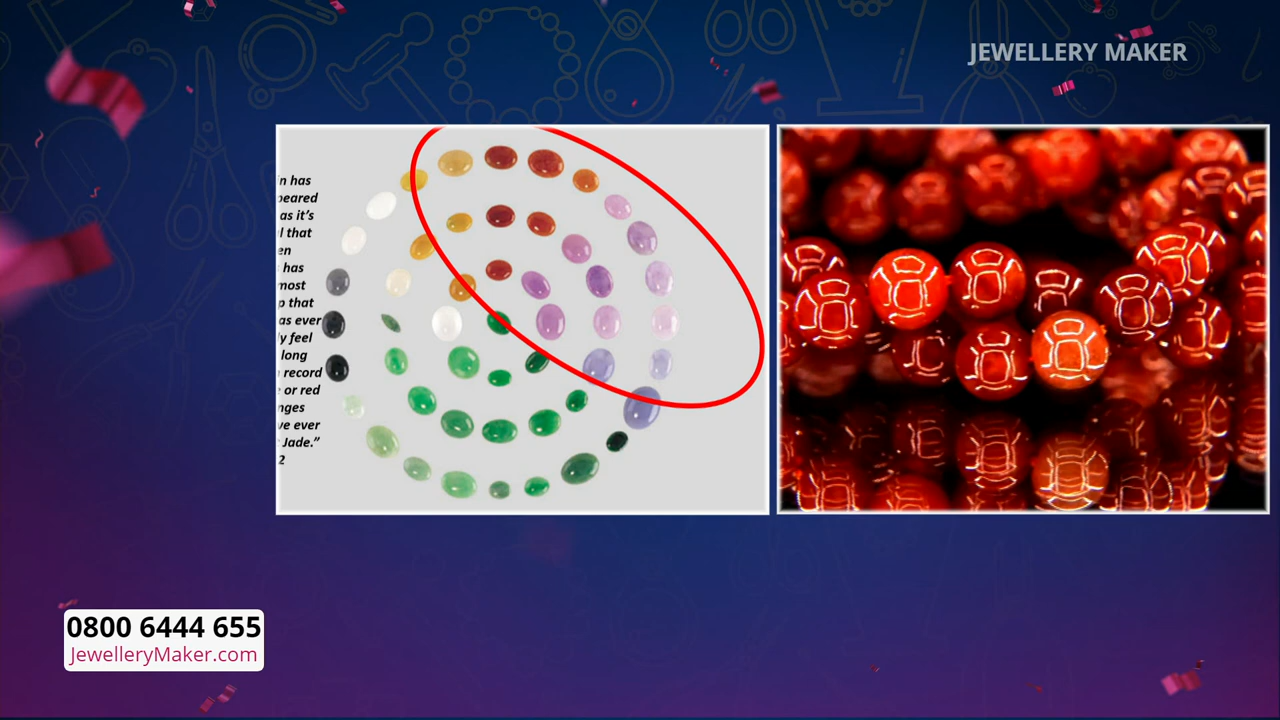 JEWELLERY MAKER
in has
peared
as it's
l that
en
has
most
p that
as ever
ly feel
long
record
or red
nges
ve ever
Jade."
2
0800 6444 655
JewelleryMaker.com